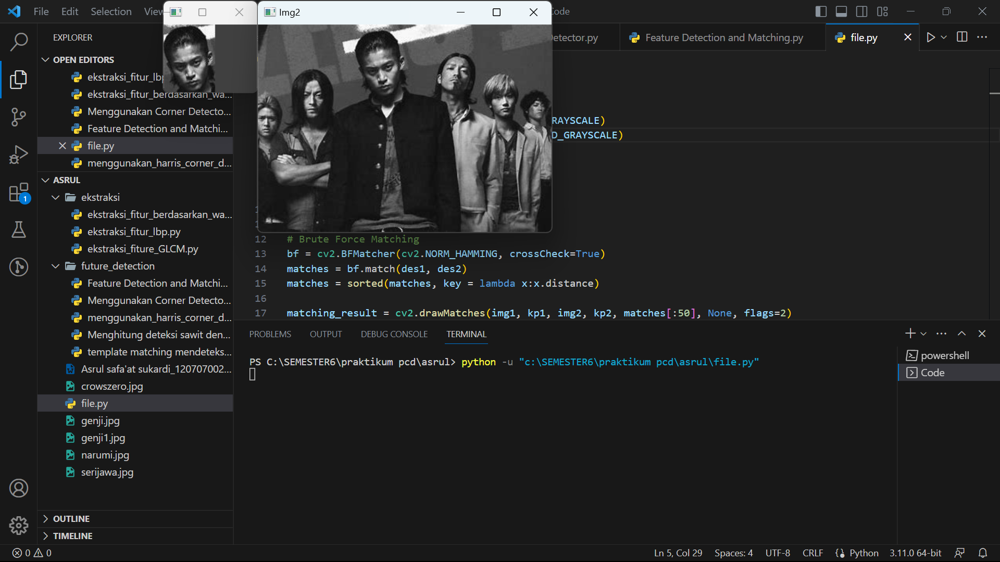 File Edit Selection View
Img2
Code
EXPLORER
Detector.py
Feature Detection and Matching.py
file.py
OPEN EDITORS
ekstraksi_fitur_lbp
ekstraksi_fitur_berdasarkan_wa...
Menggunakan Corner Detecto...
Feature Detection and Matchi...
file.py
menggunakan_harris_corner_d...
ASRUL
ekstraksi
ekstraksi_fitur_berdasarkan_wa...
ekstraksi_fitur_lbp.py
ekstraksi_fiture_GLCM.py
future_detection
Feature Detection and Matchi...
Menggunakan Corner Detecto...
menggunakan_harris_corner_d...
Menghitung deteksi sawit den...
template matching mendeteks...
Asrul safa'at sukardi_120707002...
crowszero.jpg
file.py
genji.jpg
genji1.jpg
narumi.jpg
serijawa.jpg
OUTLINE
TIMELINE
1
RAYSCALE)
D_GRAYSCALE)
12 # Brute Force Matching
13 bf = cv2.BFMatcher(cv2.NORM_HAMMING, crossCheck=True)
14 matches = bf.match(des1, des2)
15 matches = sorted(matches, key = lambda x:x.distance)
16
17 matching_result = cv2.drawMatches(img1, kp1, img2, kp2, matches[:50], None, flags=2)
PROBLEMS OUTPUT DEBUG CONSOLE TERMINAL
PS C:\SEMESTER6\praktikum pcd\asrul> python -u "c:\SEMESTER6\praktikum pcd\asrul\file.py"
powershell
Code
0 0
Ln 5, Col 29 Spaces: 4 UTF-8 CRLF Python 3.11.0 64-bit